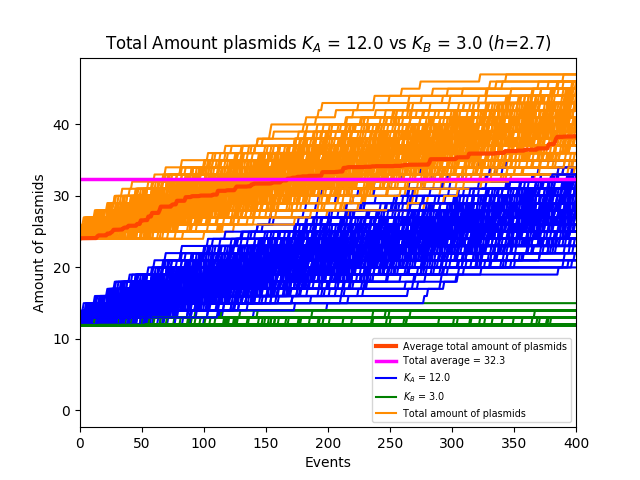 Total Amount plasmids K_A = 12.0 vs K_B = 3.0 (h=2.7)
Amount of plasmids
40
30
20
10
0
Average total amount of plasmids
Total average = 32.3
K_A = 12.0
K_B = 3.0
Total amount of plasmids
0 50 100 150 200 250 300 350 400
Events